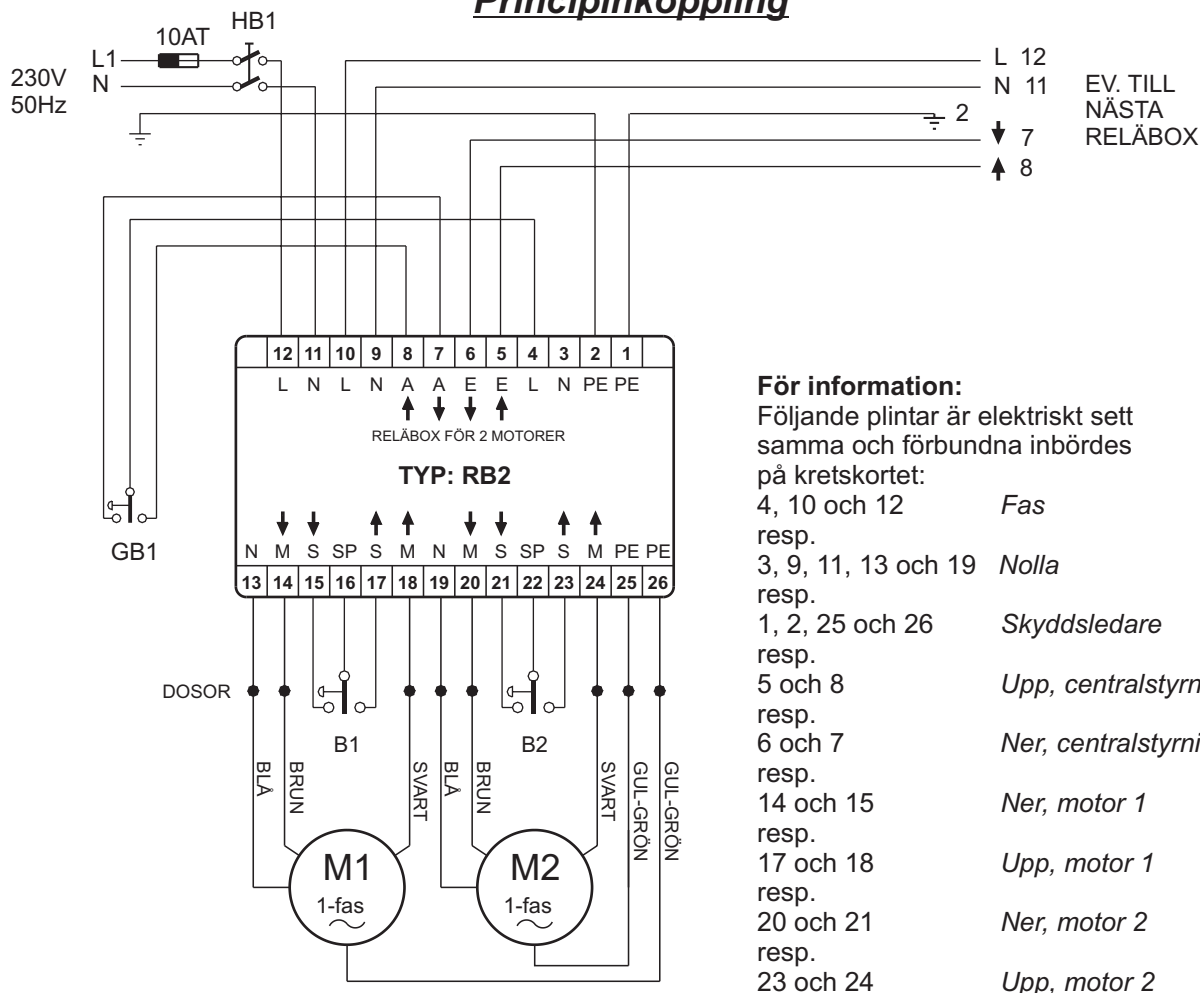 Principinkoppling
HB1
10AT
L1
N
230V
50Hz
L 12
N 11
2
7
8
EV. TILL
NÄSTA
RELÄBOX
12 11 10 9 8 7 6 5 4 3 2 1
L N L N A A E E L N PE PE
RELÄBOX FÖR 2 MOTORER
TYP: RB2
GB1
N M S SP S M N M S SP S M PE PE
13 14 15 16 17 18 19 20 21 22 23 24 25 26
DOSOR
B1
B2
BLÅ
BRUN
SVART
BLÅ
BRUN
SVART
GUL-GRÖN
GUL-GRÖN
M1
1-fas
M2
1-fas
För information:
Följande plintar är elektriskt sett
samma och förbundna inbördes
på kretskortet:
4, 10 och 12 Fas
resp.
3, 9, 11, 13 och 19 Nolla
resp.
1, 2, 25 och 26 Skyddsledare
resp.
5 och 8 Upp, centralstyrn
resp.
6 och 7 Ner, centralstyrni
resp.
14 och 15 Ner, motor 1
resp.
17 och 18 Upp, motor 1
resp.
20 och 21 Ner, motor 2
resp.
23 och 24 Upp, motor 2